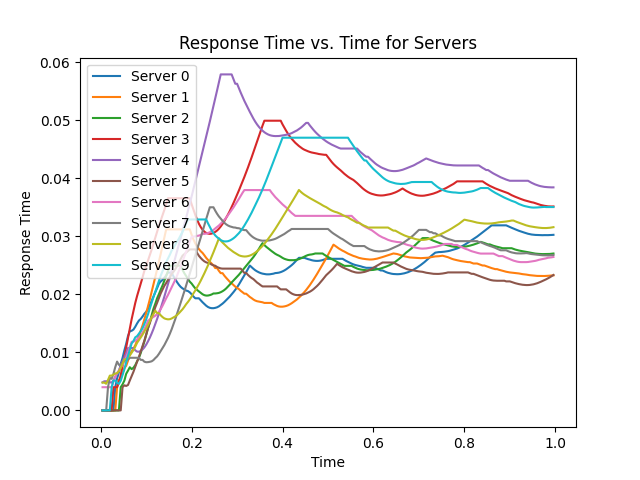 Response Time vs. Time for Servers
0.06
0.05
0.04
0.03
0.02
0.01
0.00
Response Time
Server 0
Server 1
Server 2
Server 3
Server 4
Server 5
Server 6
Server 7
Server 8
Server 9
0.0 0.2 0.4 0.6 0.8 1.0
Time